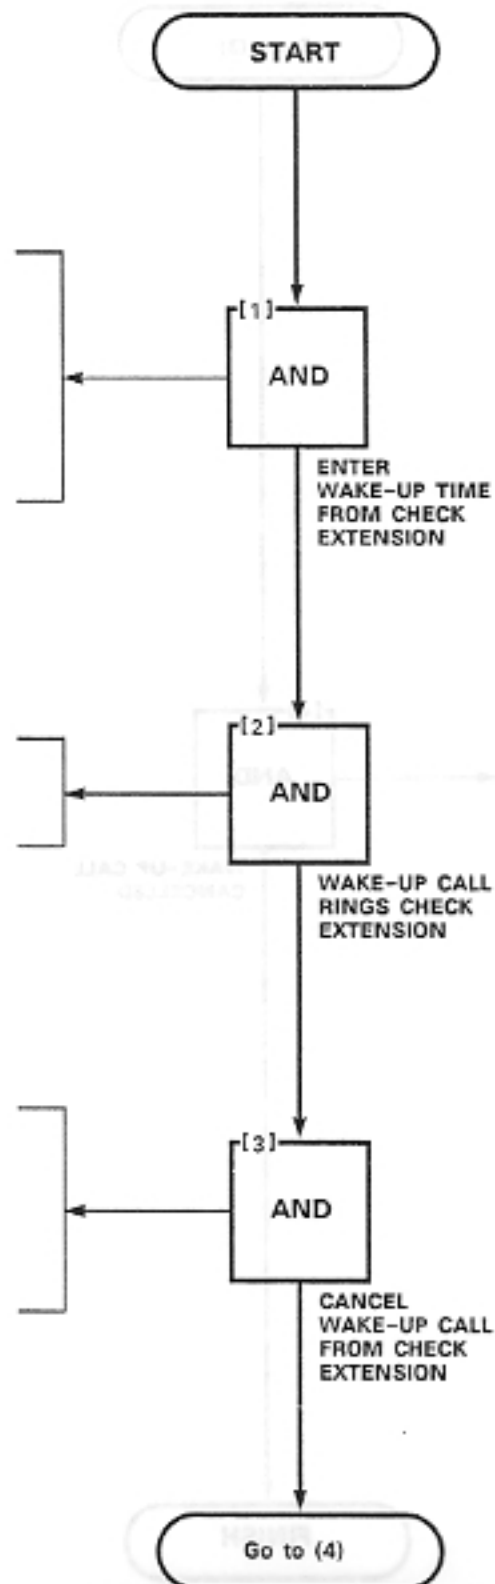 START
[1]
AND
ENTER
WAKE-UP TIME
FROM CHECK
EXTENSION
[2]
AND
WAKE-UP CALL
RINGS CHECK
EXTENSION
[3]
AND
CANCEL
WAKE-UP CALL
FROM CHECK
EXTENSION
Go to (4)